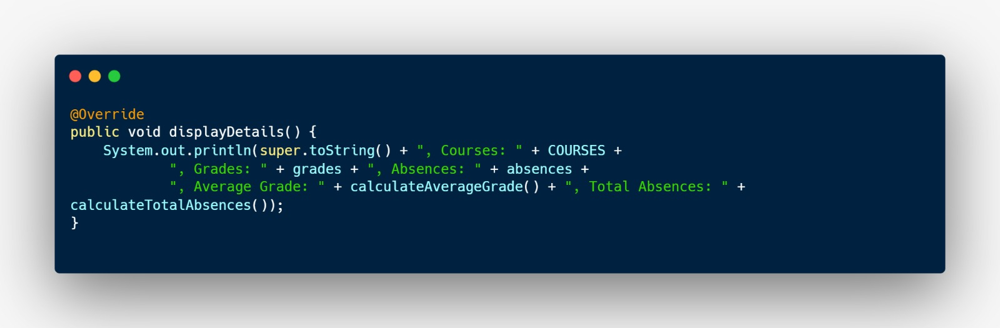 @Override
public void displayDetails() {
    System.out.println(super.toString() + ", Courses: " + COURSES +
            ", Grades: " + grades + ", Absences: " + absences +
            ", Average Grade: " + calculateAverageGrade() + ", Total Absences: " +
calculateTotalAbsences());
}